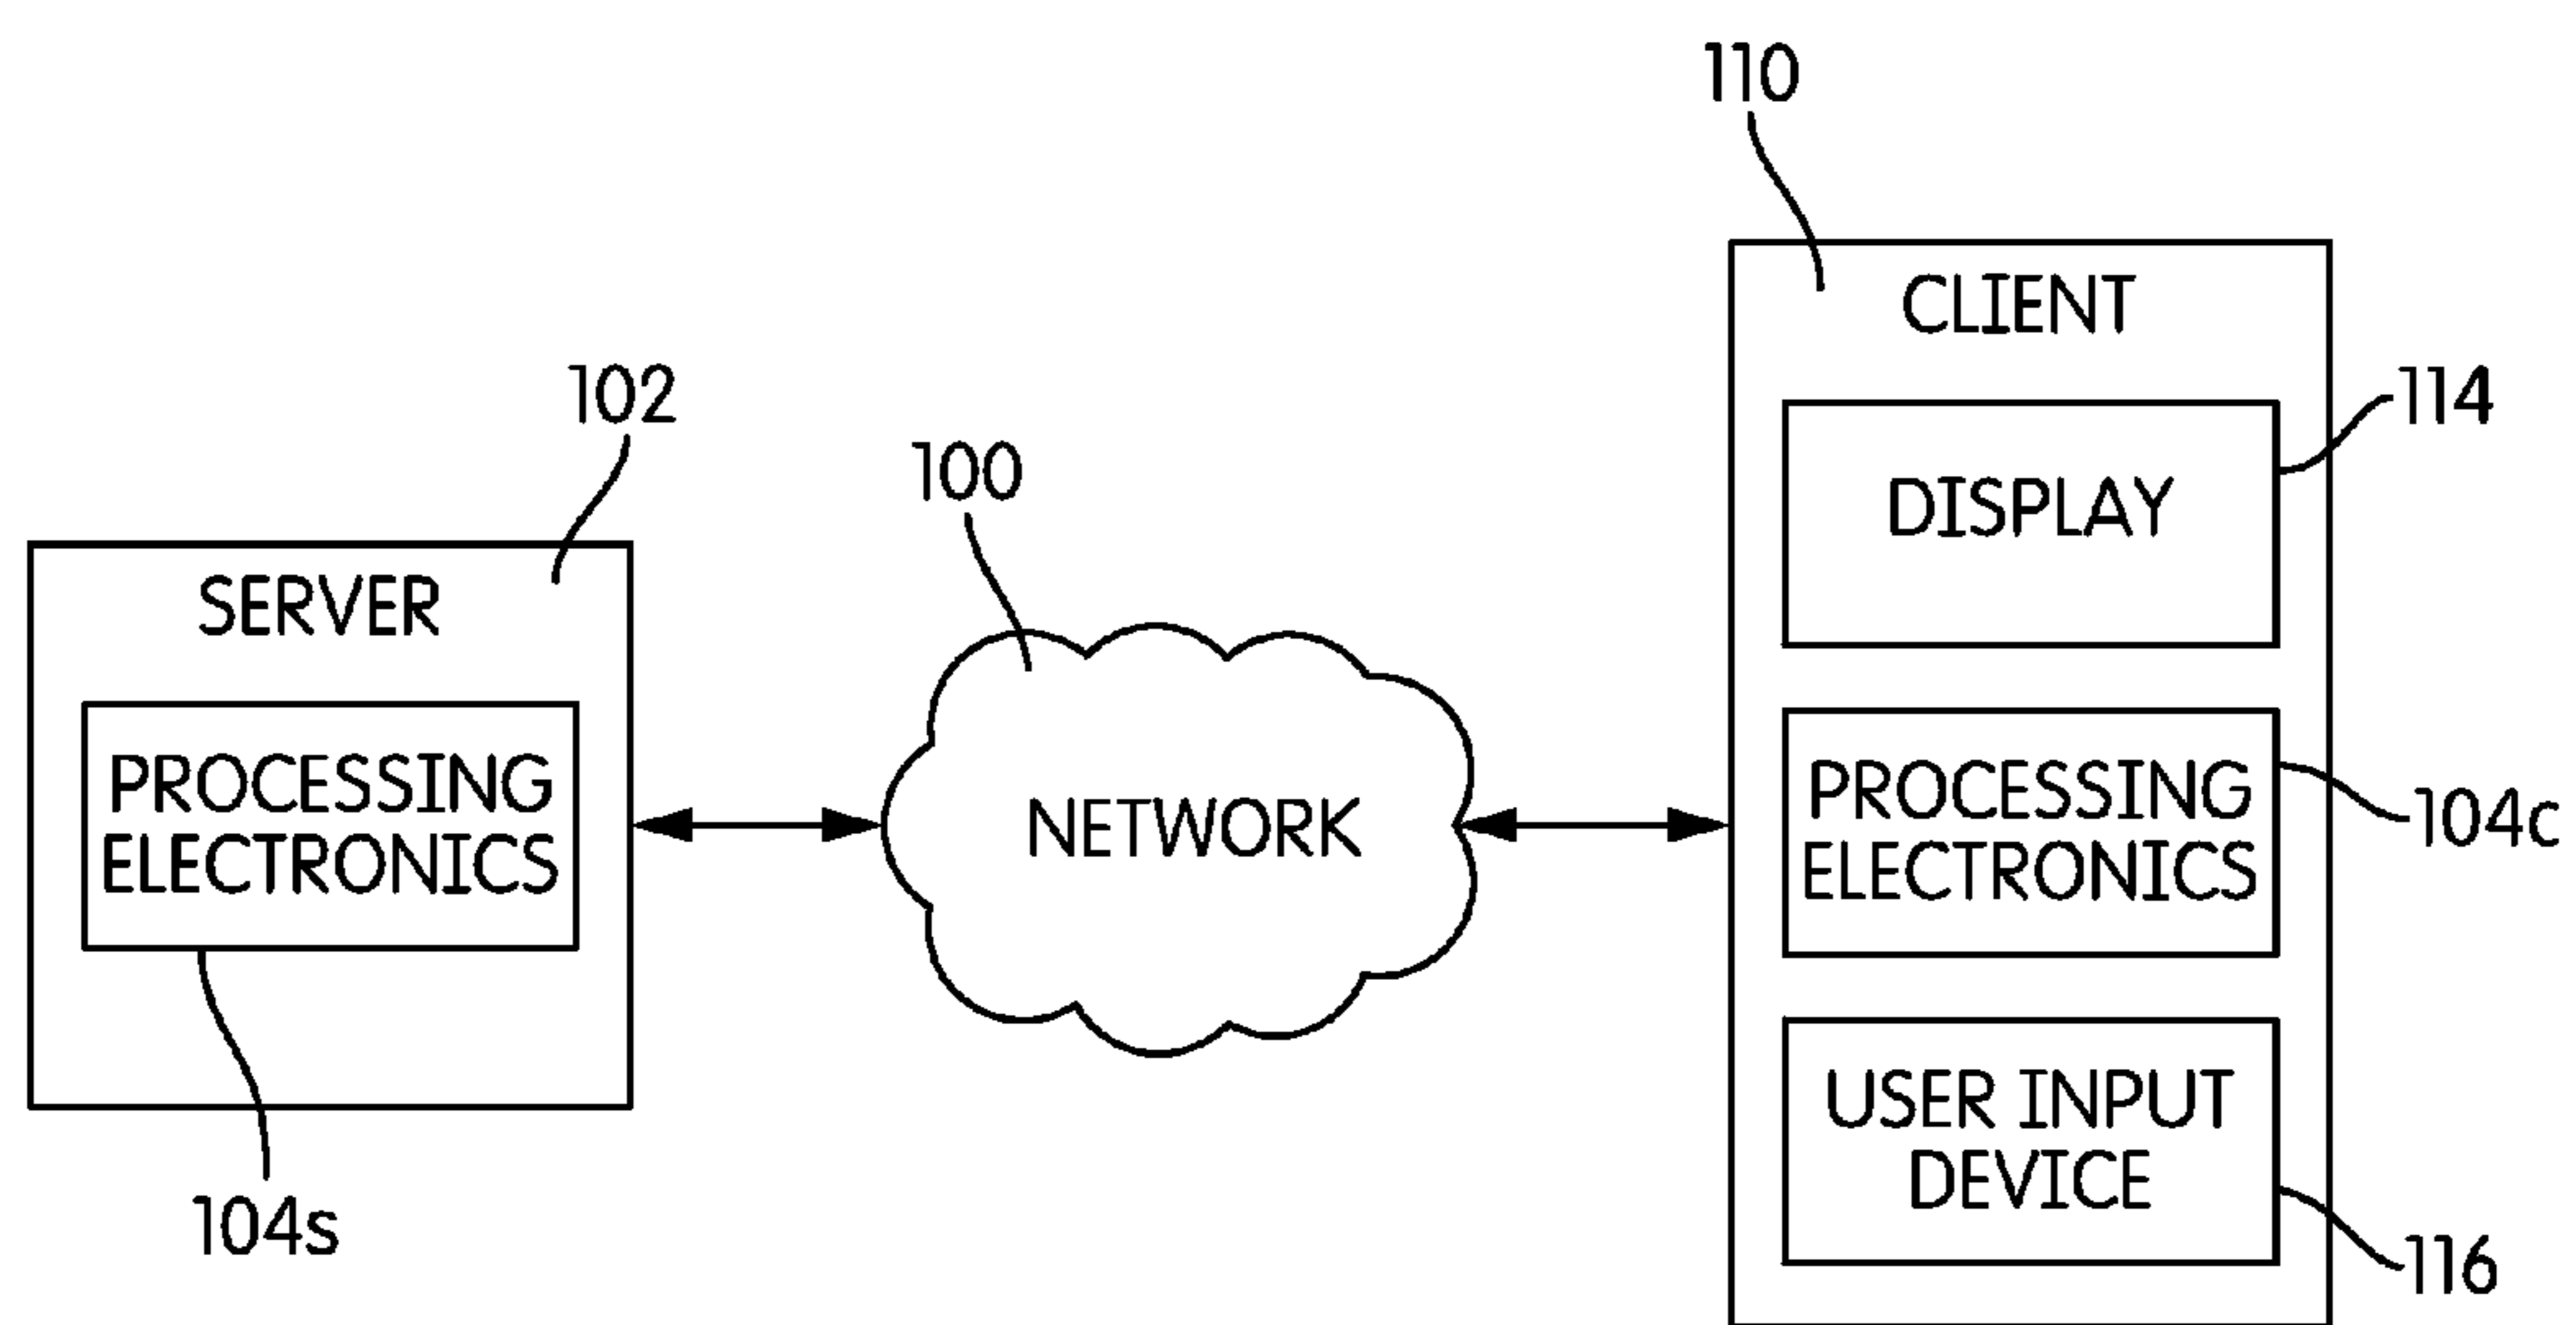 110
CLIENT
102
114
100
DISPLAY
SERVER
PROCESSING
ELECTRONICS
NETWORK
PROCESSING
ELECTRONICS
104c
104s
USER INPUT
DEVICE
116